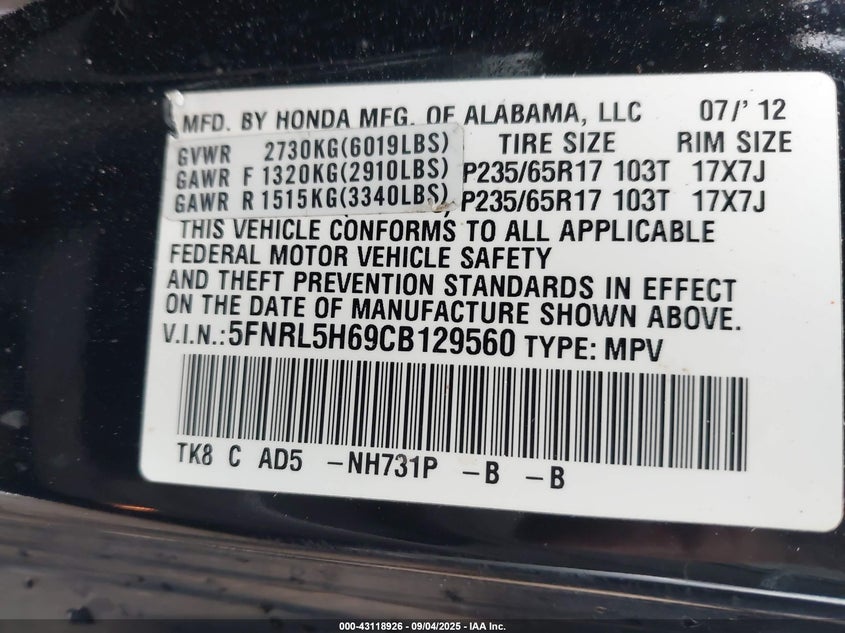 MFD. BY HONDA MFG. OF ALABAMA, LLC 07/' 12
GVWR 2730KG(6019LBS) TIRE SIZE RIM SIZE
GAWR F 1320KG(2910LBS) P235/65R17 103T 17X7J
GAWR R 1515KG(3340LBS) P235/65R17 103T 17X7J
THIS VEHICLE CONFORMS TO ALL APPLICABLE
FEDERAL MOTOR VEHICLE SAFETY
AND THEFT PREVENTION STANDARDS IN EFFECT
ON THE DATE OF MANUFACTURE SHOWN ABOVE.
V.I.N.:5FNRL5H69CB129560 TYPE: MPV
TK8 C AD5 -NH731P -B -B
000-43118926 - 09/04/2025 - IAA Inc.